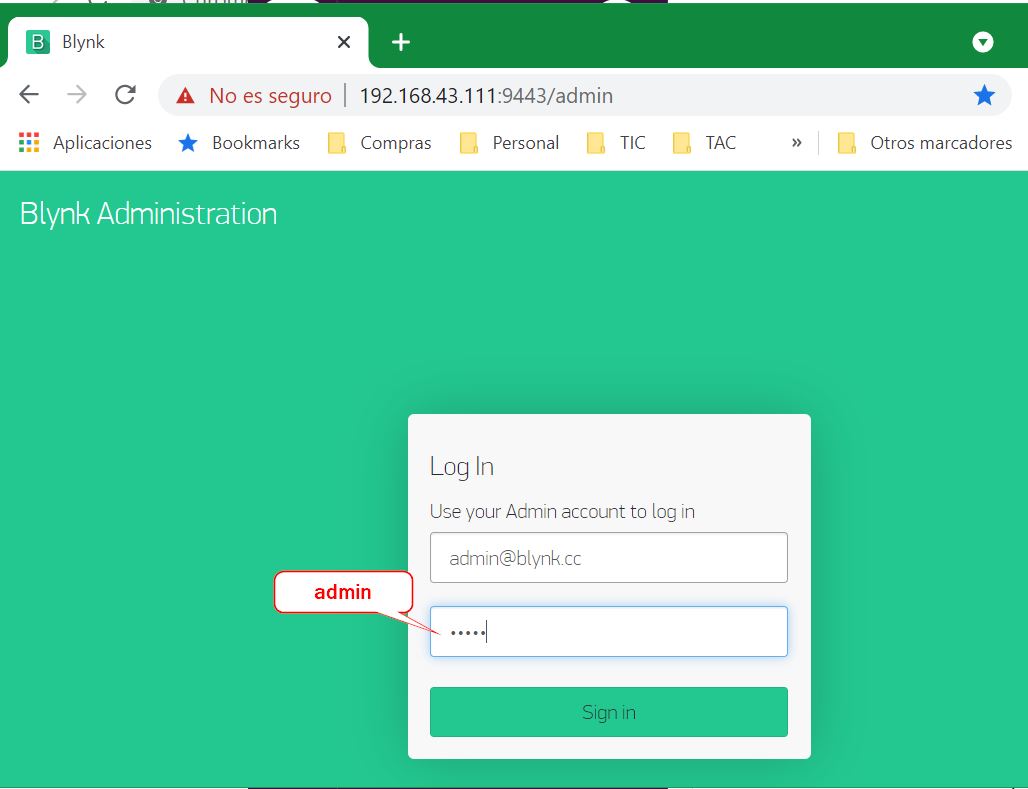 Blynk
No es seguro | 192.168.43.111:9443/admin
Aplicaciones Bookmarks Compras Personal TIC TAC » Otros marcadores
Blynk Administration
Log In
Use your Admin account to log in
admin@blynk.cc
admin
•••••
Sign in